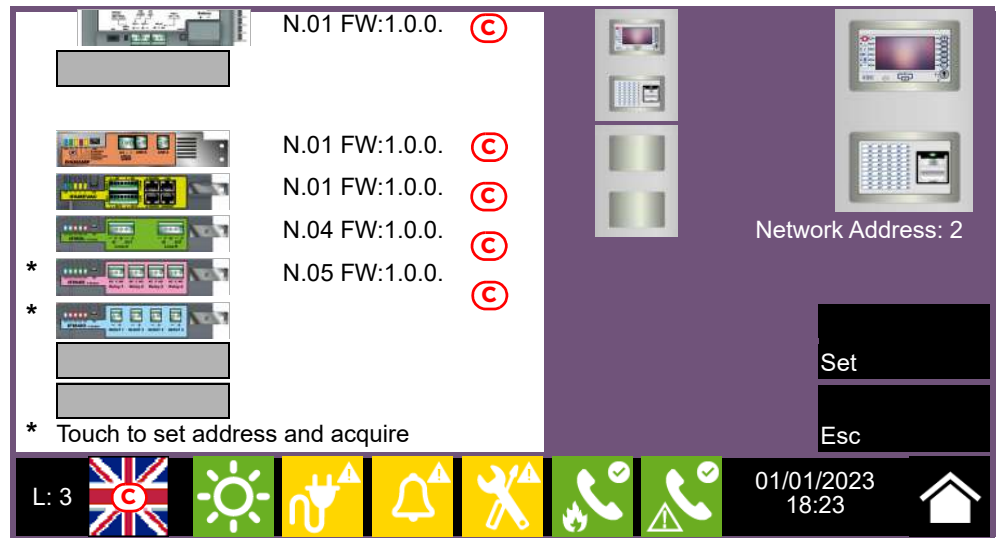 N.01 FW:1.0.0. C
N.01 FW:1.0.0. C
N.01 FW:1.0.0. C
N.04 FW:1.0.0. C
* N.05 FW:1.0.0. C
*
* Touch to set address and acquire
Network Address: 2
Set
Esc
L: 3
C
01/01/2023
18:23